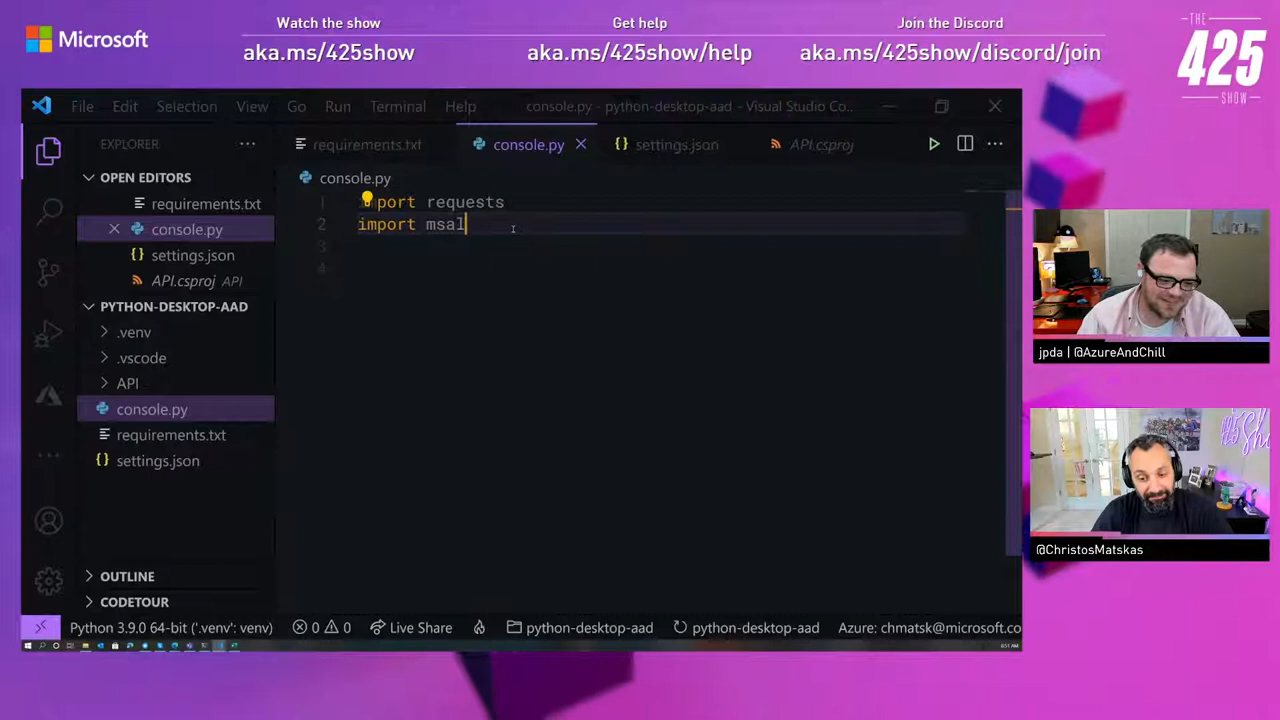 Microsoft
Watch the show
aka.ms/425show
Get help
aka.ms/425show/help
Join the Discord
aka.ms/425show/discord/join
THE
425
SHOW
File Edit Selection View Go Run Terminal Help console.py - python-desktop-aad - Visual Studio Co...
EXPLORER
requirements.txt console.py settings.json API.csproj
OPEN EDITORS
requirements.txt
console.py
settings.json
API.csproj API
PYTHON-DESKTOP-AAD
.venv
.vscode
API
console.py
requirements.txt
settings.json
OUTLINE
CODETOUR
console.py
1 port requests
2 import msal
3
4
Python 3.9.0 64-bit ('.venv': venv) 0 0 Live Share python-desktop-aad python-desktop-aad Azure: chmatsk@microsoft.co
jpda | @AzureAndChill
@ChristosMatskas